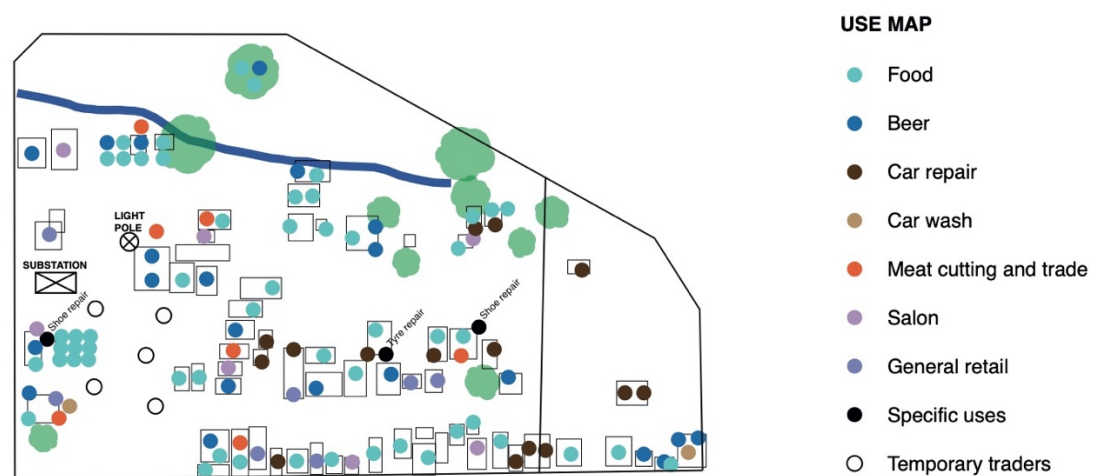 USE MAP
Food
Beer
Car repair
Car wash
Meat cutting and trade
Salon
General retail
Specific uses
Temporary traders
LIGHT
POLE
SUBSTATION
Shoe repair
Tyre repair
Shoe repair